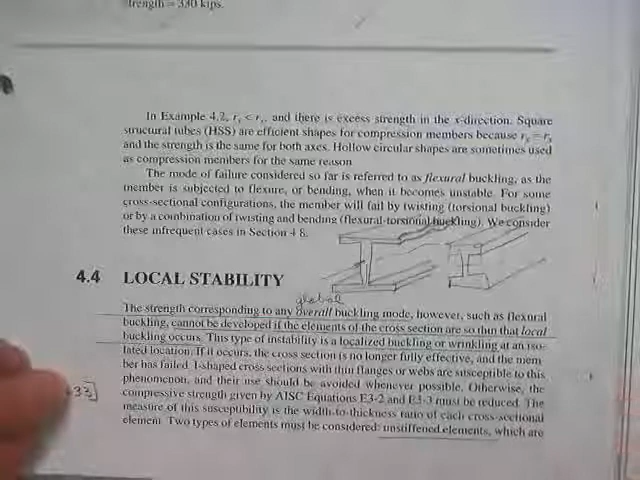 Strength = 330 kips.
In Example 4.2, ry < rx, and there is excess strength in the x-direction. Square
structural tubes (HSS) are efficient shapes for compression members because ry = rx
and the strength is the same for both axes. Hollow circular shapes are sometimes used
as compression members for the same reason
The mode of failure considered so far is referred to as flexural buckling, as the
member is subjected to flexure, or bending, when it becomes unstable. For some
cross-sectional configurations, the member will fail by twisting (torsional buckling)
or by a combination of twisting and bending (flexural-torsional buckling). We consider
these infrequent cases in Section 4.8.
4.4 LOCAL STABILITY
global
The strength corresponding to any overall buckling mode, however, such as flexural
buckling, cannot be developed if the elements of the cross section are so thin that local
buckling occurs. This type of instability is a localized buckling or wrinkling at an iso-
lated location. If it occurs, the cross section is no longer fully effective, and the mem
ber has failed. I-shaped cross sections with thin flanges or webs are susceptible to this
phenomenon, and their use should be avoided whenever possible. Otherwise, the
compressive strength given by AISC Equations E3-2 and E3-3 must be reduced. The
measure of this susceptibility is the width-to-thickness ratio of each cross-sectional
element. Two types of elements must be considered: unstiffened elements, which are
33]